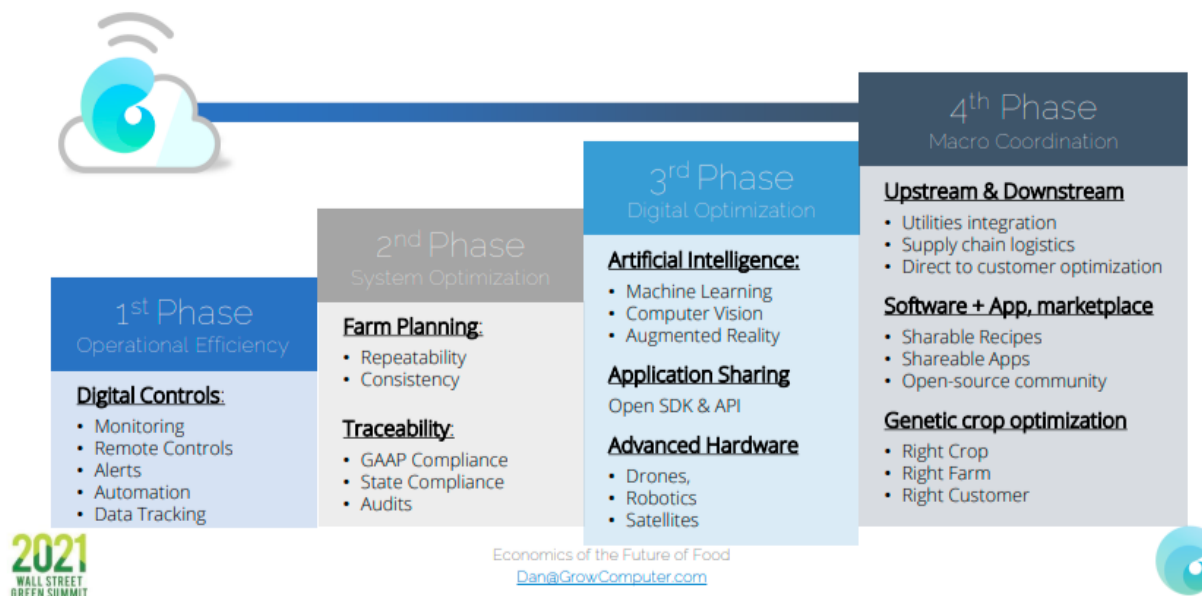 1st Phase
Operational Efficiency
Digital Controls:
• Monitoring
• Remote Controls
• Alerts
• Automation
• Data Tracking
2nd Phase
System Optimization
Farm Planning:
• Repeatability
• Consistency
Traceability:
• GAAP Compliance
• State Compliance
• Audits
3rd Phase
Digital Optimization
Artificial Intelligence:
• Machine Learning
• Computer Vision
• Augmented Reality
Application Sharing
Open SDK & API
Advanced Hardware
• Drones,
• Robotics
• Satellites
4th Phase
Macro Coordination
Upstream & Downstream
• Utilities integration
• Supply chain logistics
• Direct to customer optimization
Software + App, marketplace
• Sharable Recipes
• Shareable Apps
• Open-source community
Genetic crop optimization
• Right Crop
• Right Farm
• Right Customer
2021
WALL STREET
GREEN SUMMIT
Economics of the Future of Food
Dan@GrowComputer.com